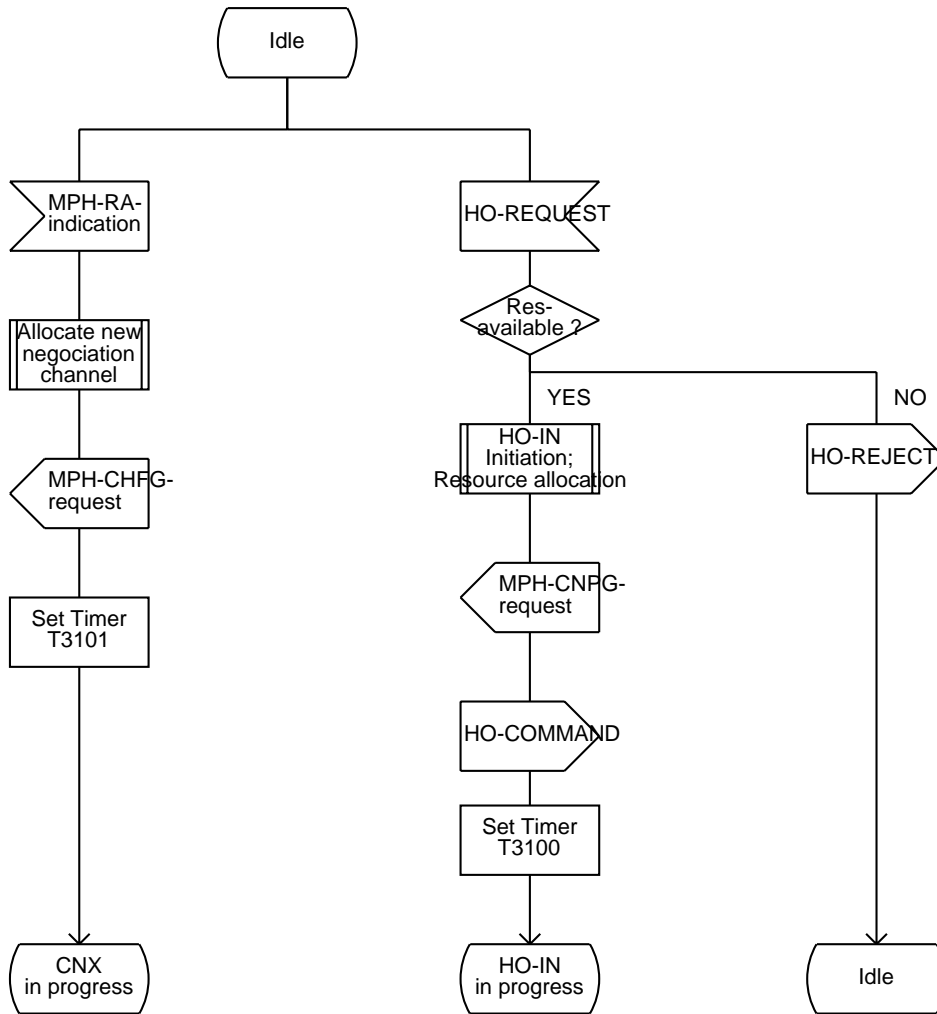 Idle
MPH-RA-
indication
HO-REQUEST
Res-
available ?
Allocate new
negociation
channel
YES
NO
HO-IN
Initiation;
Resource allocation
HO-REJECT
MPH-CHFG-
request
MPH-CNPG-
request
Set Timer
T3101
HO-COMMAND
Set Timer
T3100
CNX
in progress
HO-IN
in progress
Idle